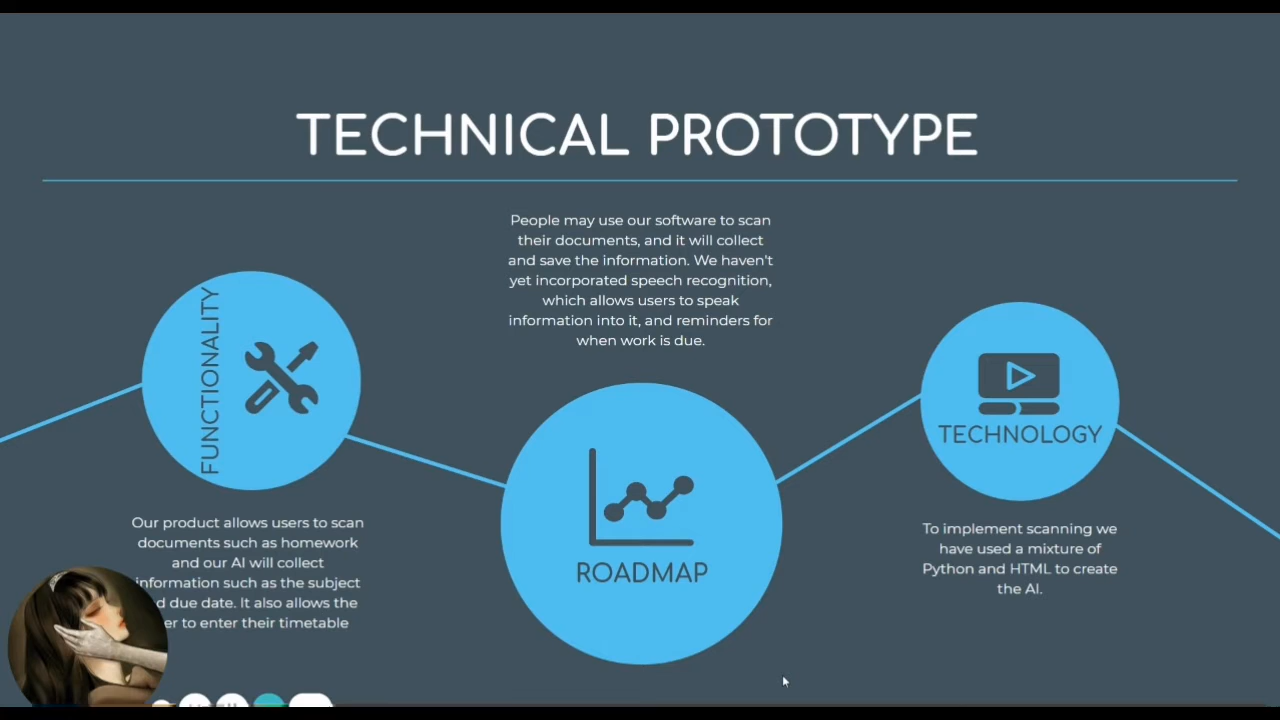 TECHNICAL PROTOTYPE
People may use our software to scan
their documents, and it will collect
and save the information. We haven't
yet incorporated speech recognition,
which allows users to speak
information into it, and reminders for
when work is due.
FUNCTIONALITY
Our product allows users to scan
documents such as homework
and our AI will collect
information such as the subject
due date. It also allows the
to enter their timetable
ROADMAP
TECHNOLOGY
To implement scanning we
have used a mixture of
Python and HTML to create
the AI.